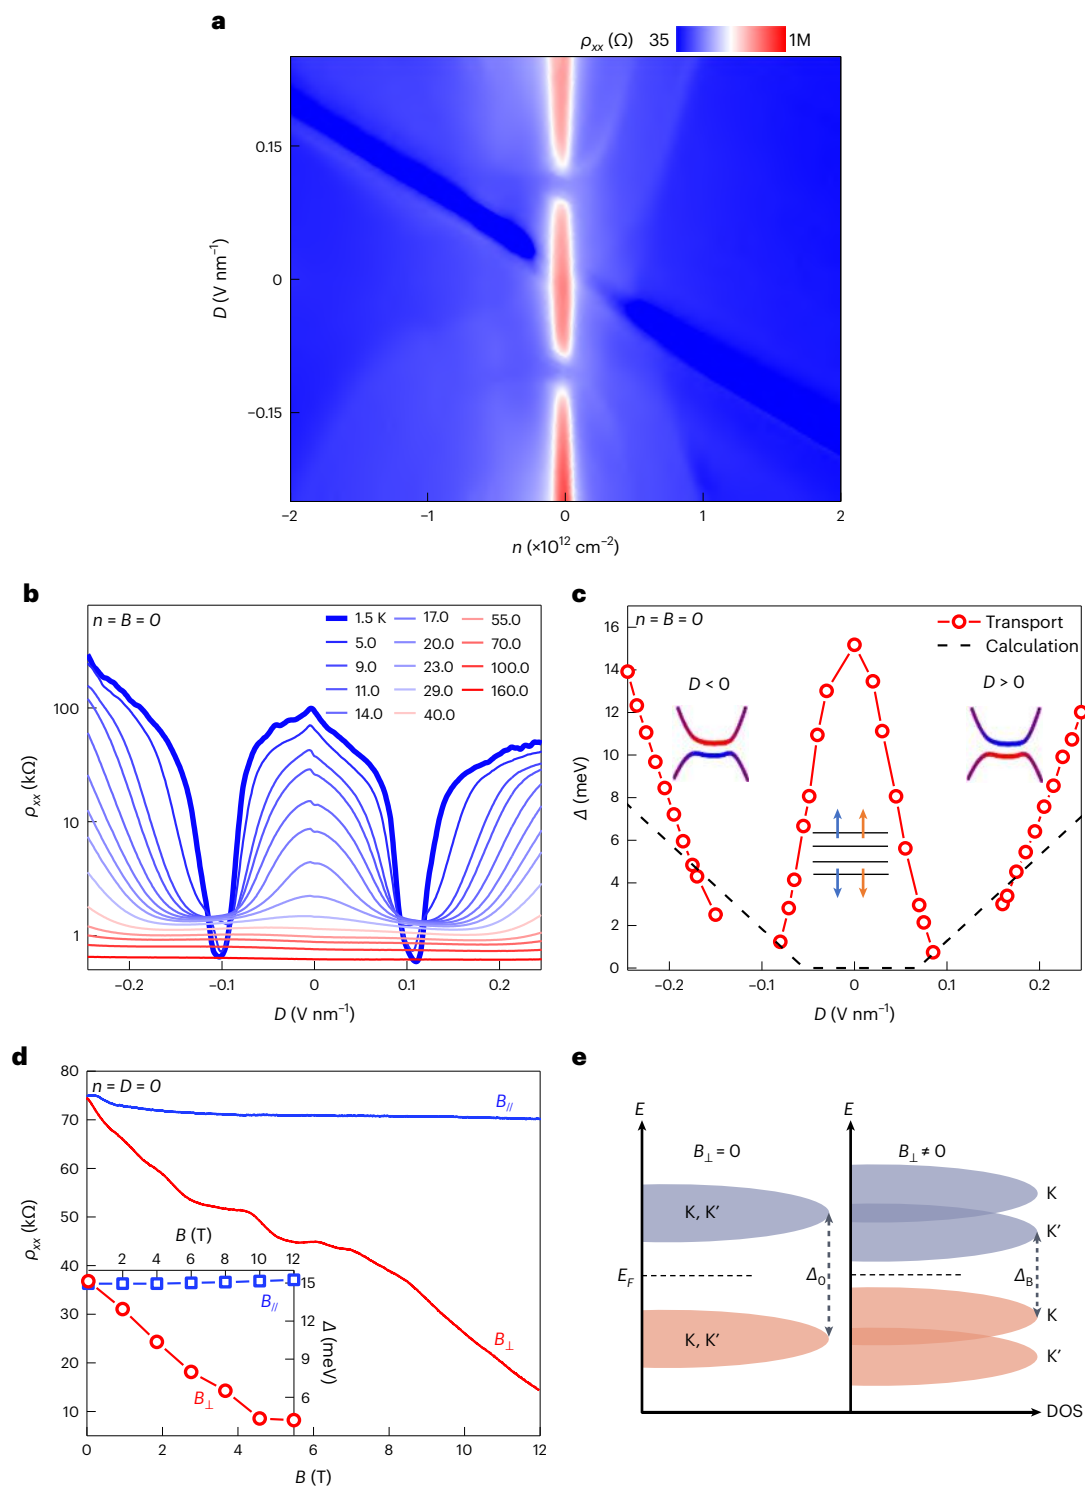 a
ρxx (Ω) 35 1M
0.15
0
−0.15
D (V nm−1)
−2 −1 0 1 2
n (×10^12 cm−2)
b
n = B = 0
1.5 K 17.0 55.0
5.0 20.0 70.0
9.0 23.0 100.0
11.0 29.0 160.0
14.0 40.0
100
10
1
ρxx (kΩ)
−0.2 −0.1 0 0.1 0.2
D (V nm−1)
c
n = B = 0
Transport
Calculation
D < 0 D > 0
16
14
12
10
8
6
4
2
0
Δ (meV)
−0.2 −0.1 0 0.1 0.2
D (V nm−1)
d
n = D = 0
80
70
60
50
40
30
20
10
ρxx (kΩ)
B//
B⊥
B (T)
2 4 6 8 10 12
15
12
9
6
Δ (meV)
B//
B⊥
0 2 4 6 8 10 12
B (T)
e
E E
B⊥ = 0 B⊥ ≠ 0
K, K′
K
K′
EF
Δ0 ΔB
K, K′
K
K′
DOS